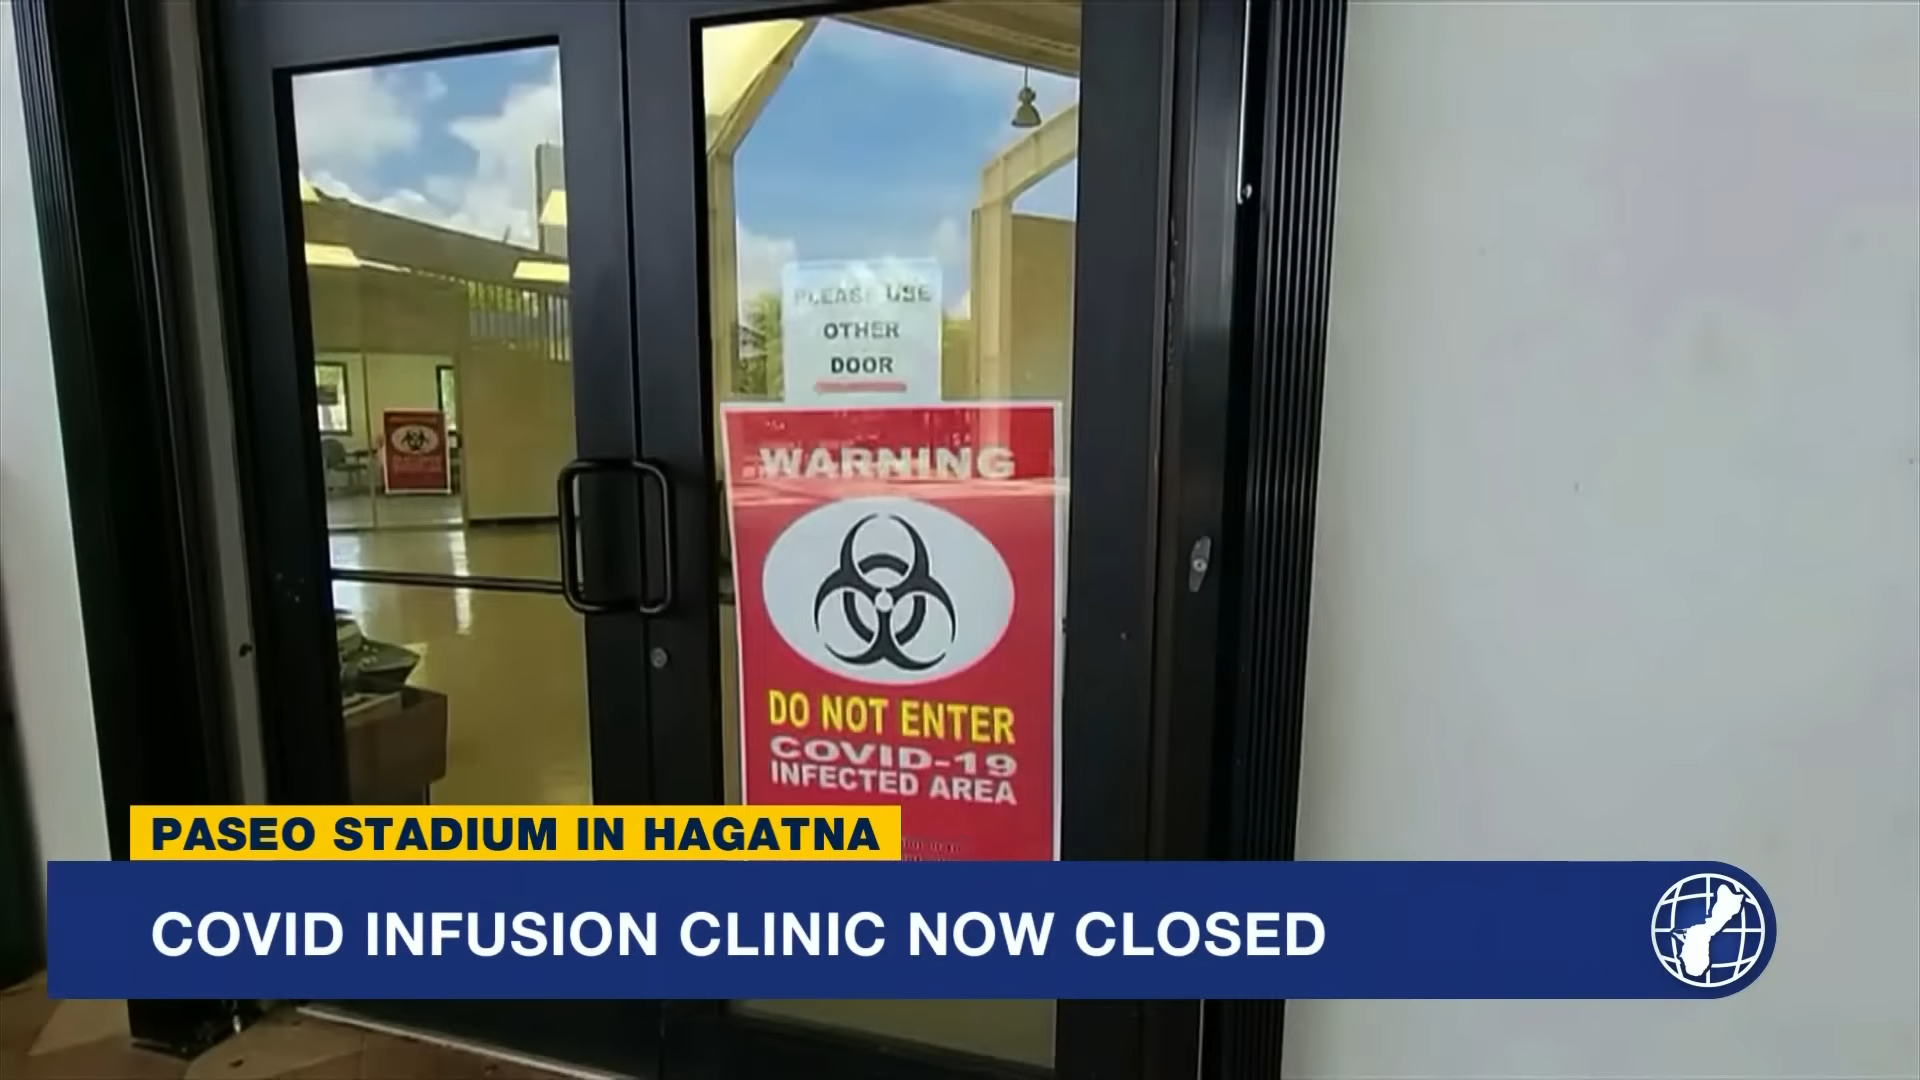 PLEASE USE
OTHER
DOOR
WARNING
DO NOT ENTER
COVID-19
INFECTED AREA
PASEO STADIUM IN HAGATNA
COVID INFUSION CLINIC NOW CLOSED